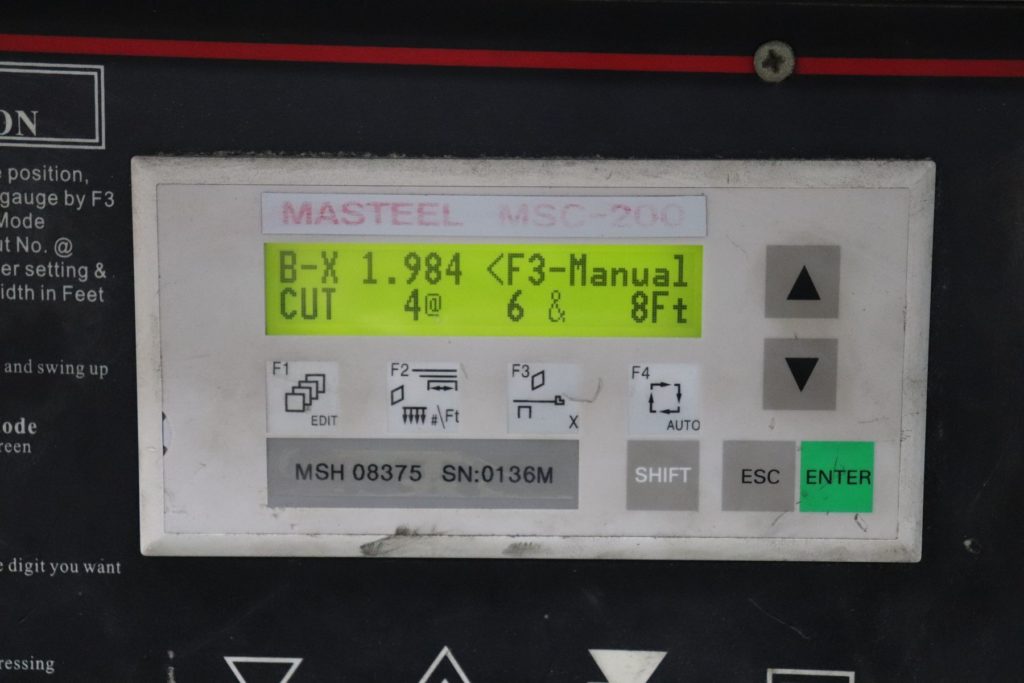 ON
position,
gauge by F3
Mode
ut No. @
er setting &
idth in Feet
and swing up
ode
reen
e digit you want
ressing
MASTEEL MSC-200
B-X 1.984 <F3-Manual
CUT 4@ 6 & 8Ft
F1
EDIT
F2
#\Ft
F3
X
F4
AUTO
MSH 08375 SN:0136M
SHIFT
ESC
ENTER